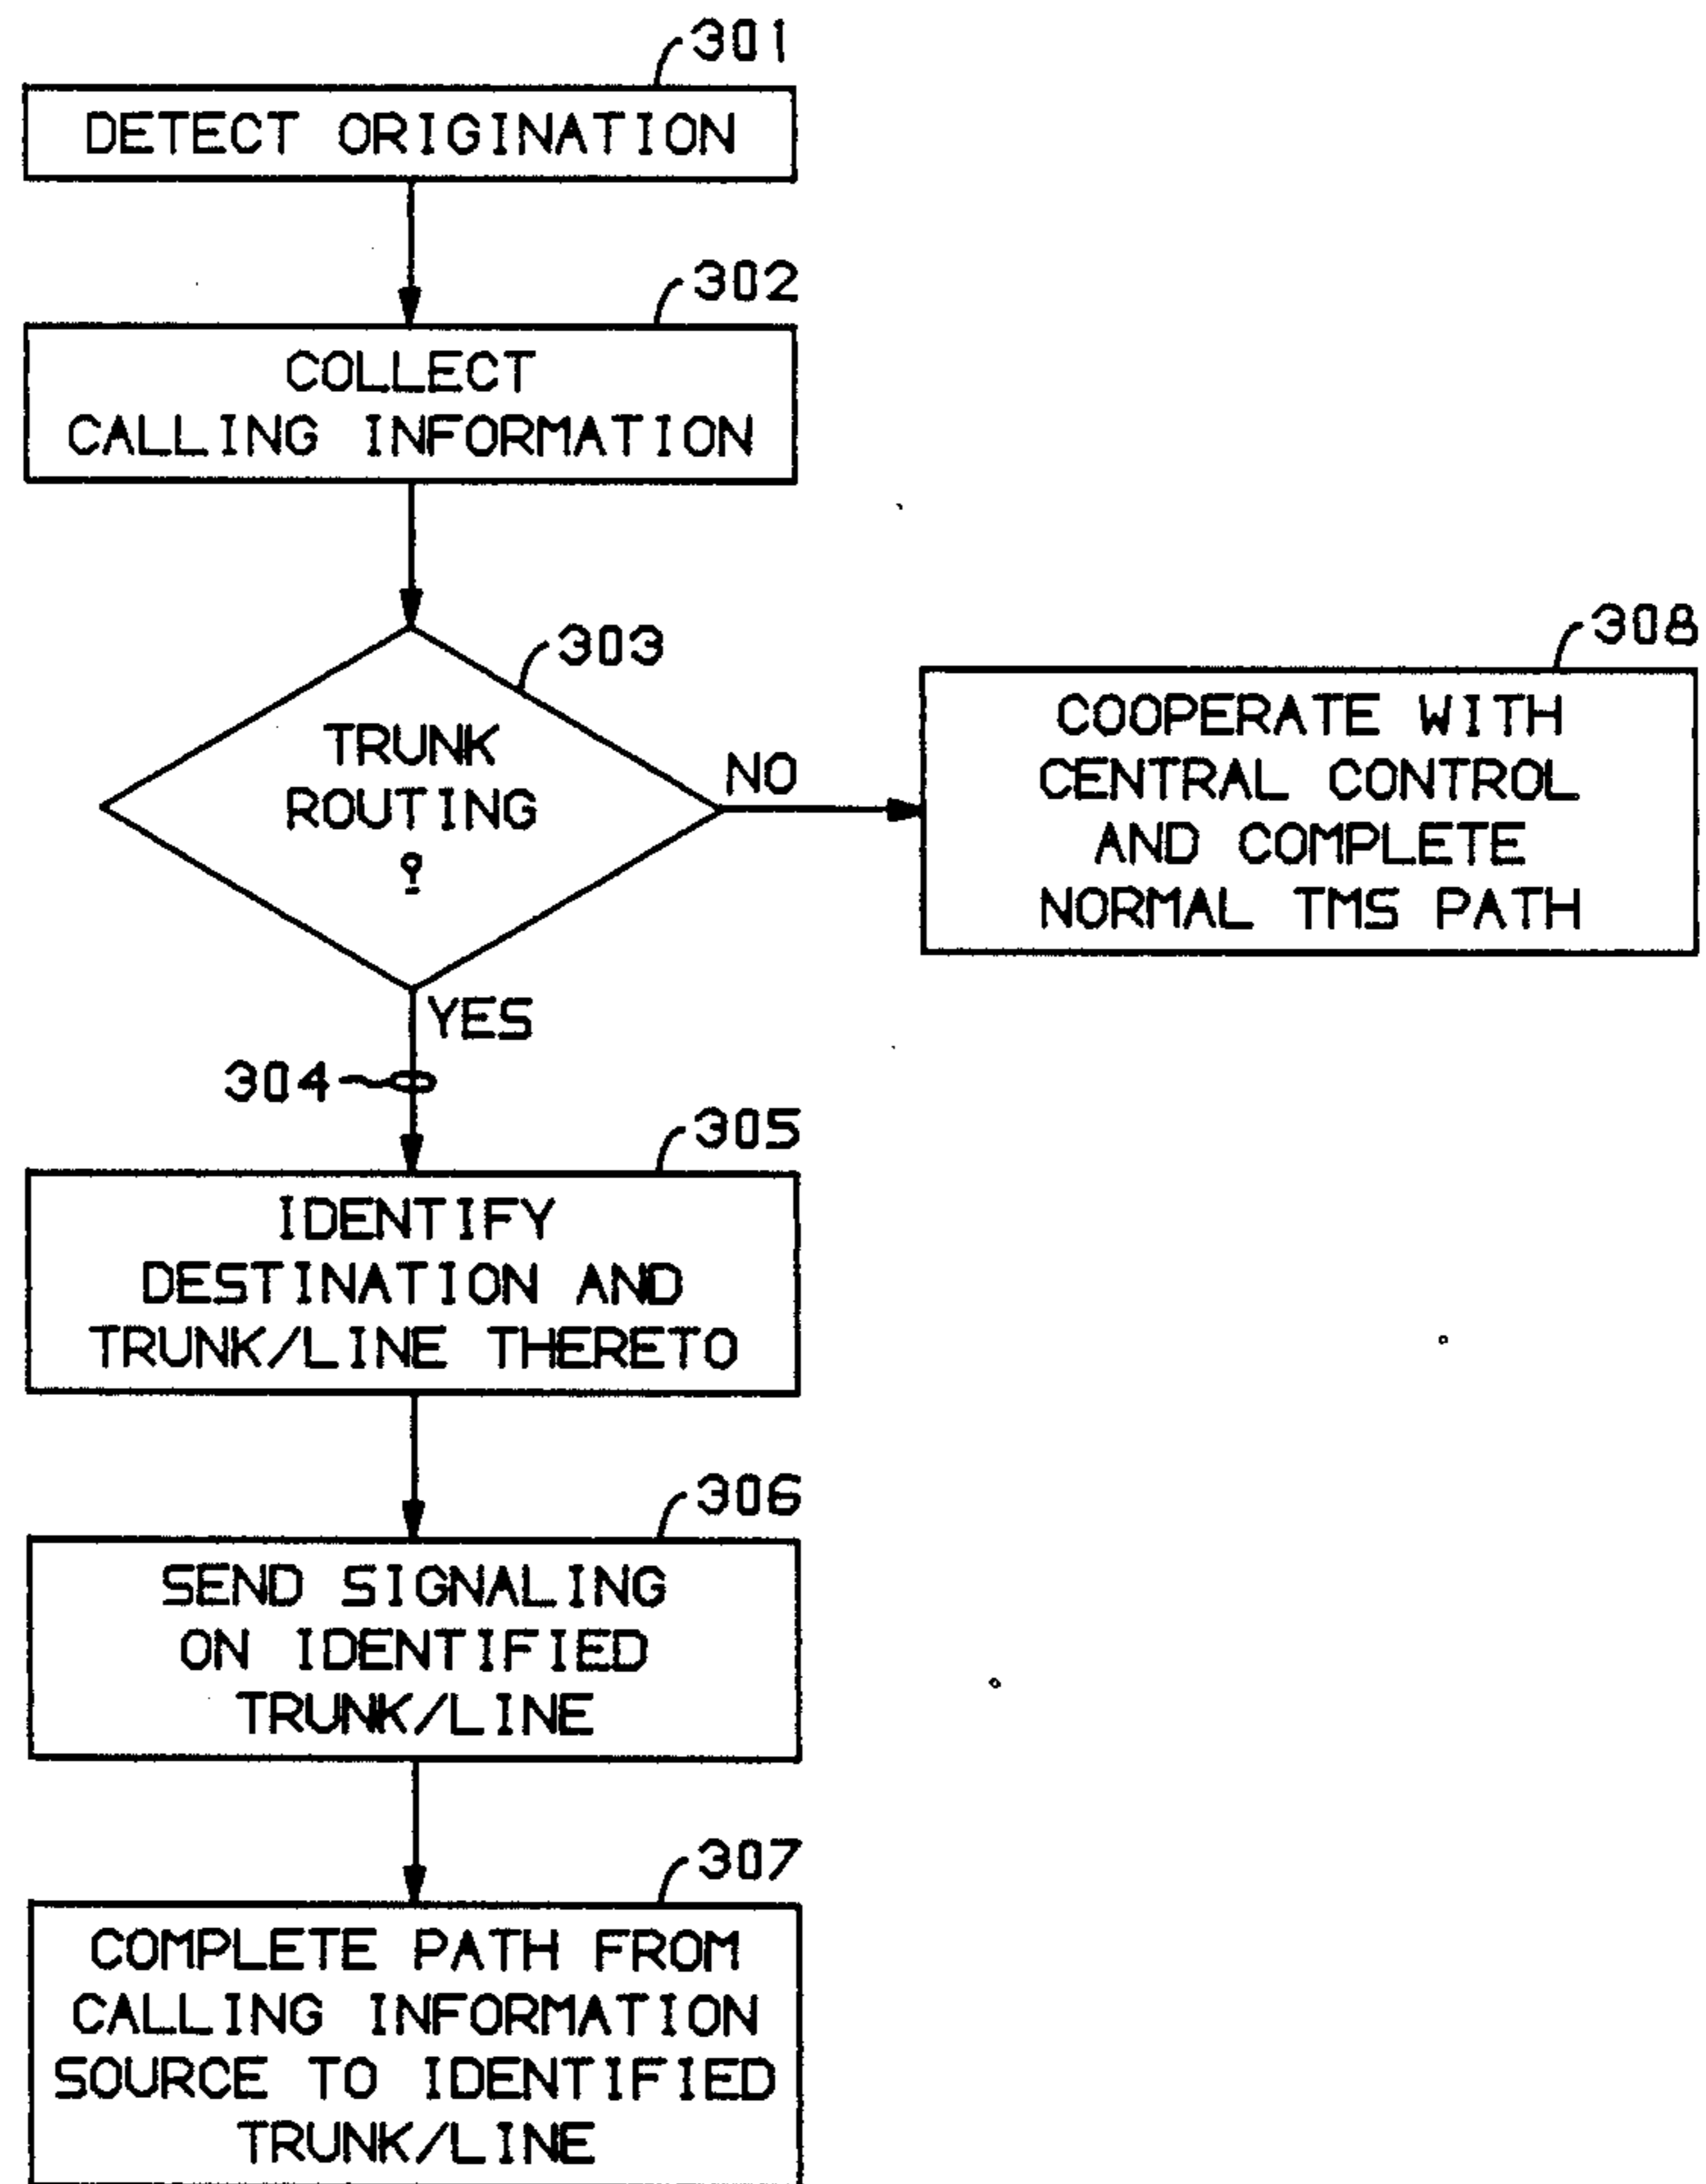 301
DETECT ORIGINATION
302
COLLECT
CALLING INFORMATION
303
TRUNK
ROUTING
?
NO
308
COOPERATE WITH
CENTRAL CONTROL
AND COMPLETE
NORMAL TMS PATH
YES
304
305
IDENTIFY
DESTINATION AND
TRUNK/LINE THERETO
306
SEND SIGNALING
ON IDENTIFIED
TRUNK/LINE
307
COMPLETE PATH FROM
CALLING INFORMATION
SOURCE TO IDENTIFIED
TRUNK/LINE